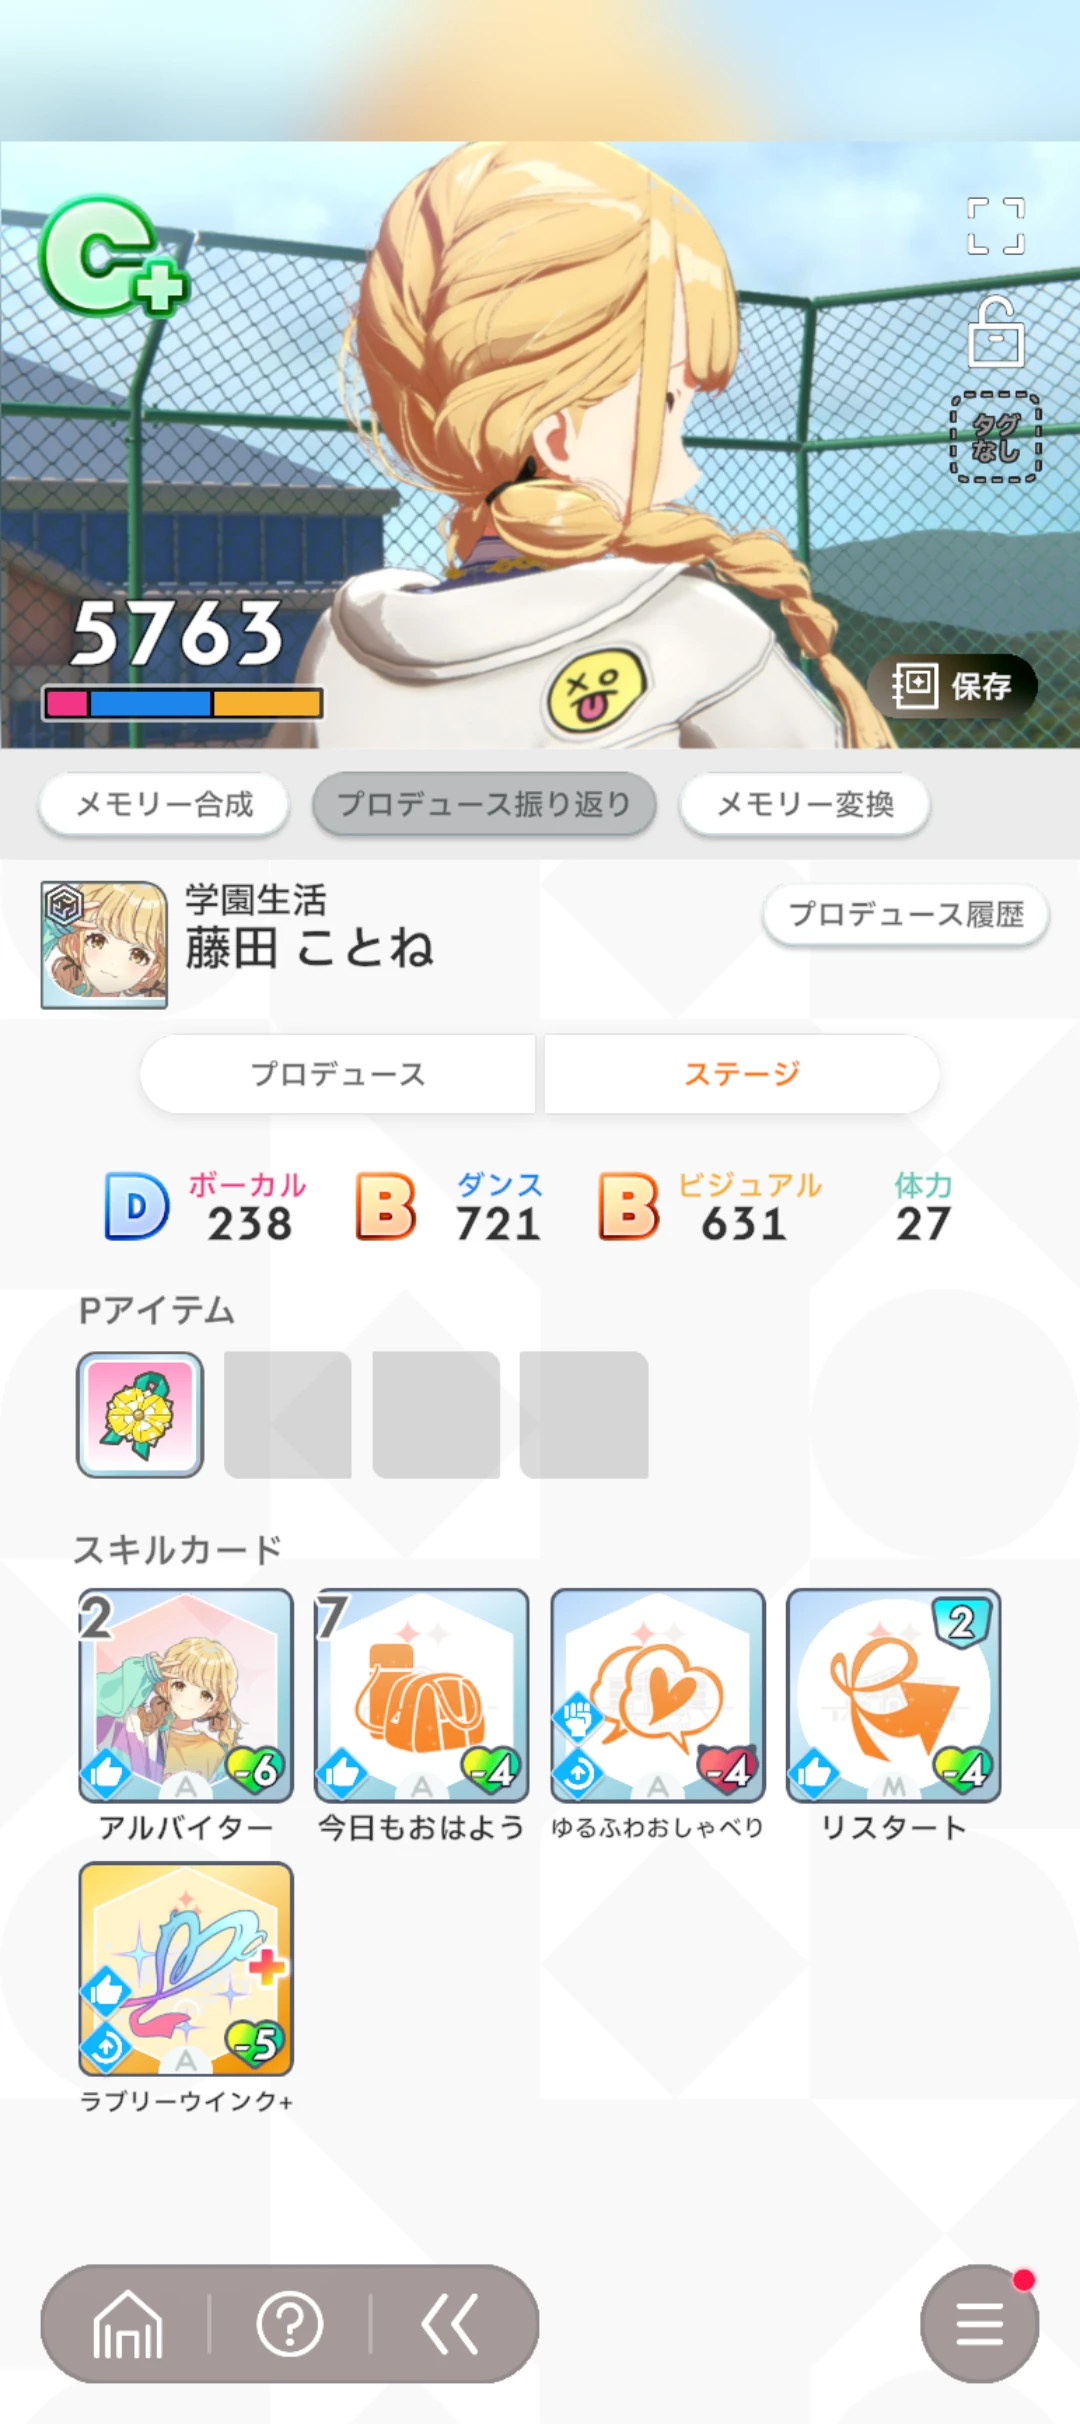 C+
タグ
なし
5763
保存
メモリー合成
プロデュース振り返り
メモリー変換
学園生活
藤田 ことね
プロデュース履歴
プロデュース
ステージ
D ボーカル 238
B ダンス 721
B ビジュアル 631
体力 27
Pアイテム
スキルカード
2
A
-6
アルバイター
7
A
-4
今日もおはよう
A
-4
ゆるふわおしゃべり
2
M
-4
リスタート
A
-5
ラブリーウインク+
?